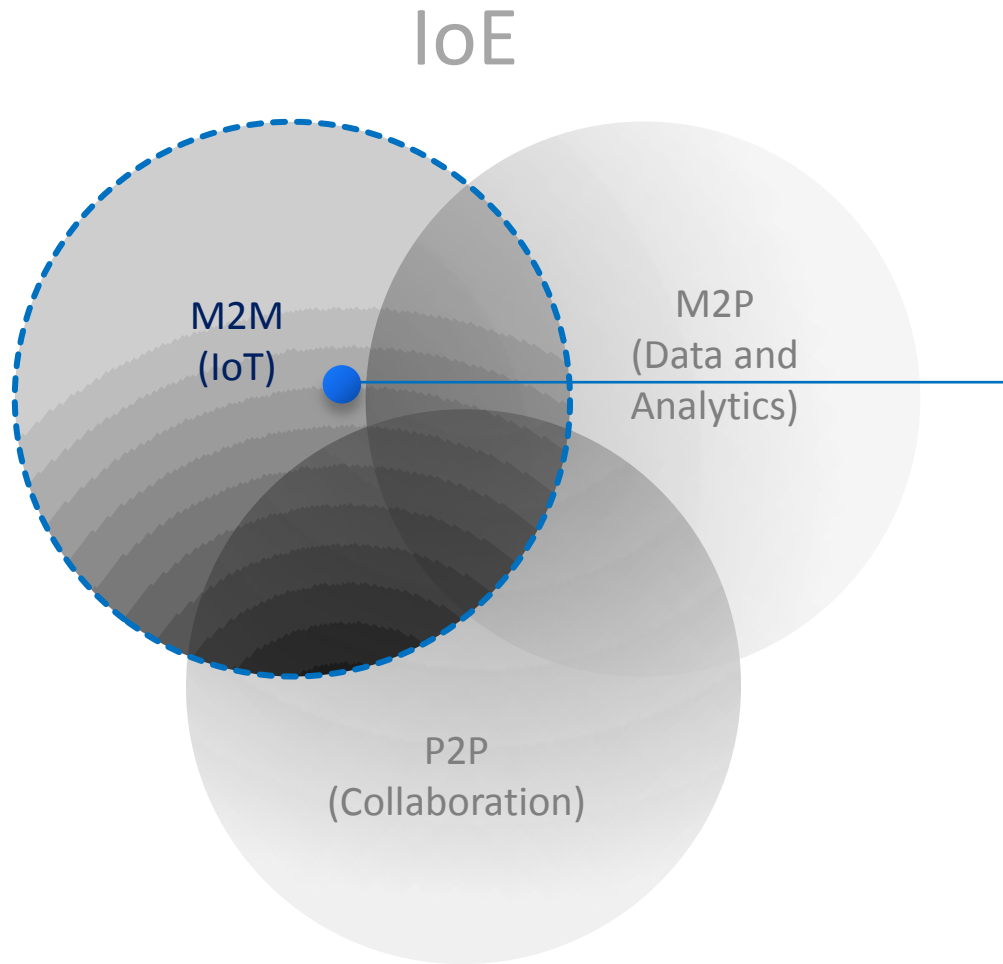 IoE
M2M
(IoT)
M2P
(Data and
Analytics)
P2P
(Collaboration)